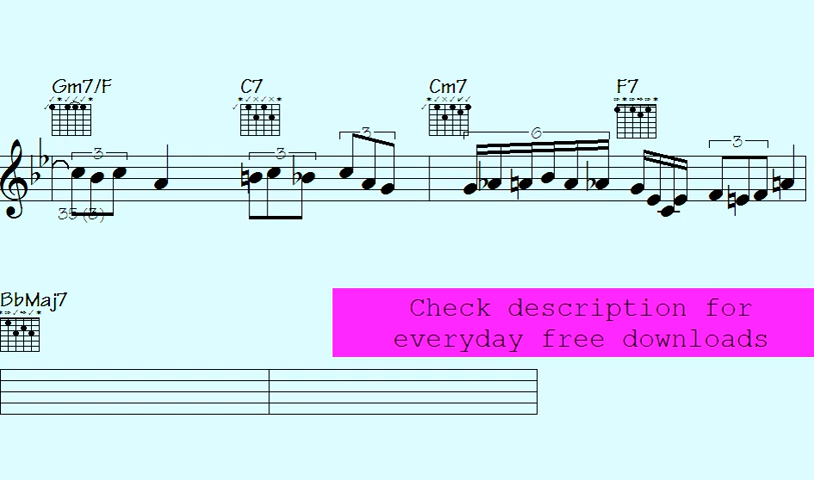 Gm7/F C7 Cm7 F7
3 3 3 6 3
35 (3)
BbMaj7
Check description for
everyday free downloads